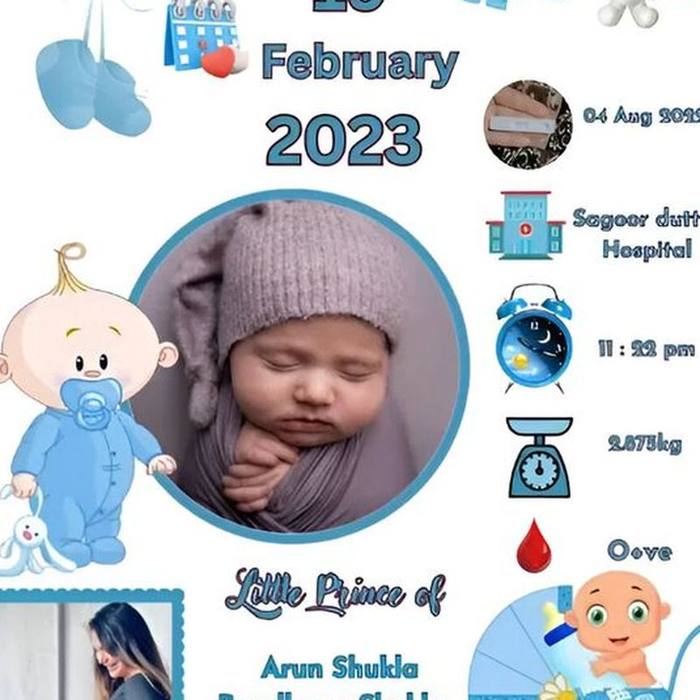 February
2023
04 Aug 202
Sagoor dutt
Hospital
11 : 22 pm
2.875kg
O+ve
Little Prince of
Arun Shukla